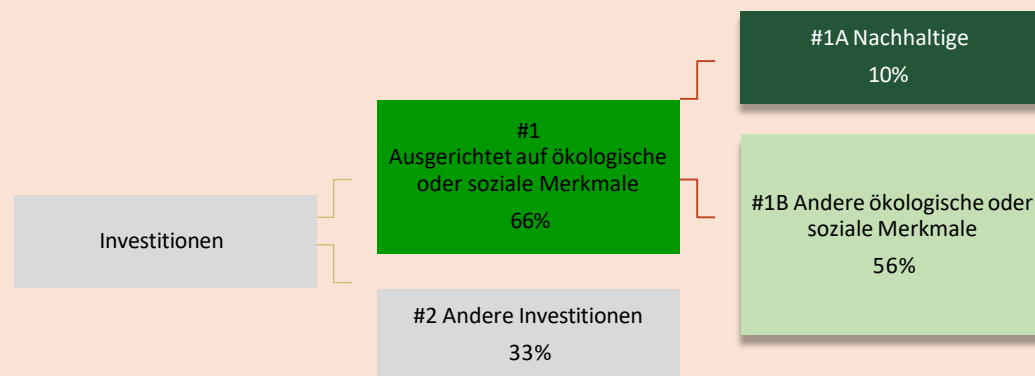 Investitionen
#1
Ausgerichtet auf ökologische
oder soziale Merkmale
66%
#2 Andere Investitionen
33%
#1A Nachhaltige
10%
#1B Andere ökologische oder
soziale Merkmale
56%